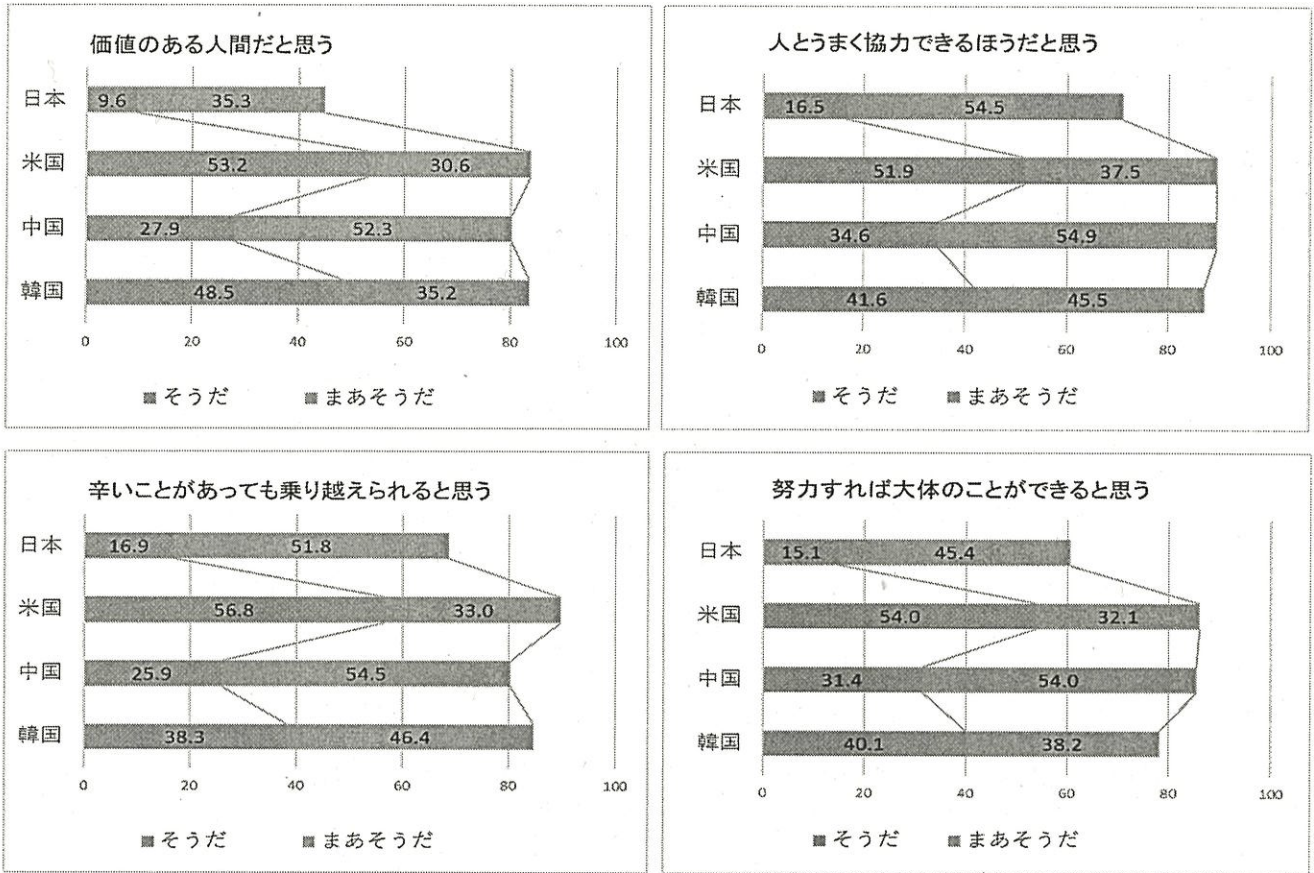 価値のある人間だと思う
0 20 40 60 80 100
日本 9.6 35.3
米国 53.2 30.6
中国 27.9 52.3
韓国 48.5 35.2
0 20 40 60 80
■そうだ ■まあそうだ
人とうまく協力できるほうだと思う
日本 16.5 54.5
米国 51.9 37.5
中国 34.6 54.9
韓国 41.6 45.5
0 20 40 60 80 100
■そうだ ■まあそうだ
辛いことがあっても乗り越えられると思う
0 20 40 60 80 100
日本 16.9 51.8
米国 56.8 33.0
中国 25.9 54.5
韓国 38.3 46.4
0 20 40 60 80 100
■そうだ ■まあそうだ
努力すれば大体のことができると思う
日本 15.1 45.4
米国 54.0 32.1
中国 31.4 54.0
韓国 40.1 38.2
0 20 40 60 80 100
■そうだ ■まあそうだ